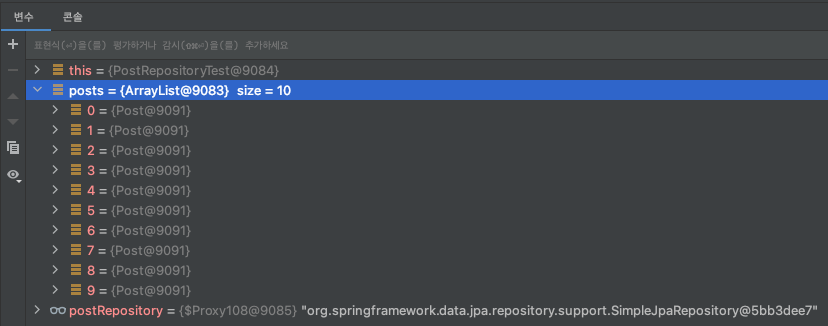 변수 콘솔
표현식(⏎)을(를) 평가하거나 감시(⌥⌘⏎)을(를) 추가하세요
this = {PostRepositoryTest@9084}
posts = {ArrayList@9083} size = 10
0 = {Post@9091}
1 = {Post@9091}
2 = {Post@9091}
3 = {Post@9091}
4 = {Post@9091}
5 = {Post@9091}
6 = {Post@9091}
7 = {Post@9091}
8 = {Post@9091}
9 = {Post@9091}
postRepository = {$Proxy108@9085} "org.springframework.data.jpa.repository.support.SimpleJpaRepository@5bb3dee7"